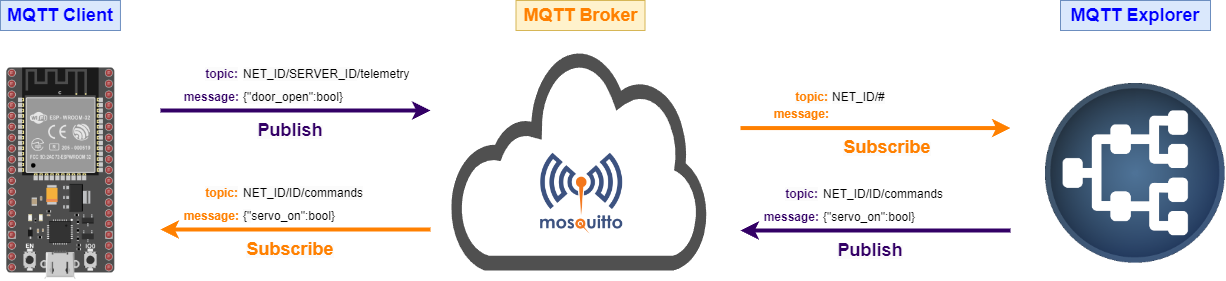 MQTT Client
MQTT Broker
MQTT Explorer
topic: NET_ID/SERVER_ID/telemetry
message: {"door_open":bool}
Publish
topic: NET_ID/ID/commands
message: {"servo_on":bool}
Subscribe
WiFi
ESP-WROOM-32
CE
EN
IO0
mosquitto
topic: NET_ID/#
message:
Subscribe
topic: NET_ID/ID/commands
message: {"servo_on":bool}
Publish